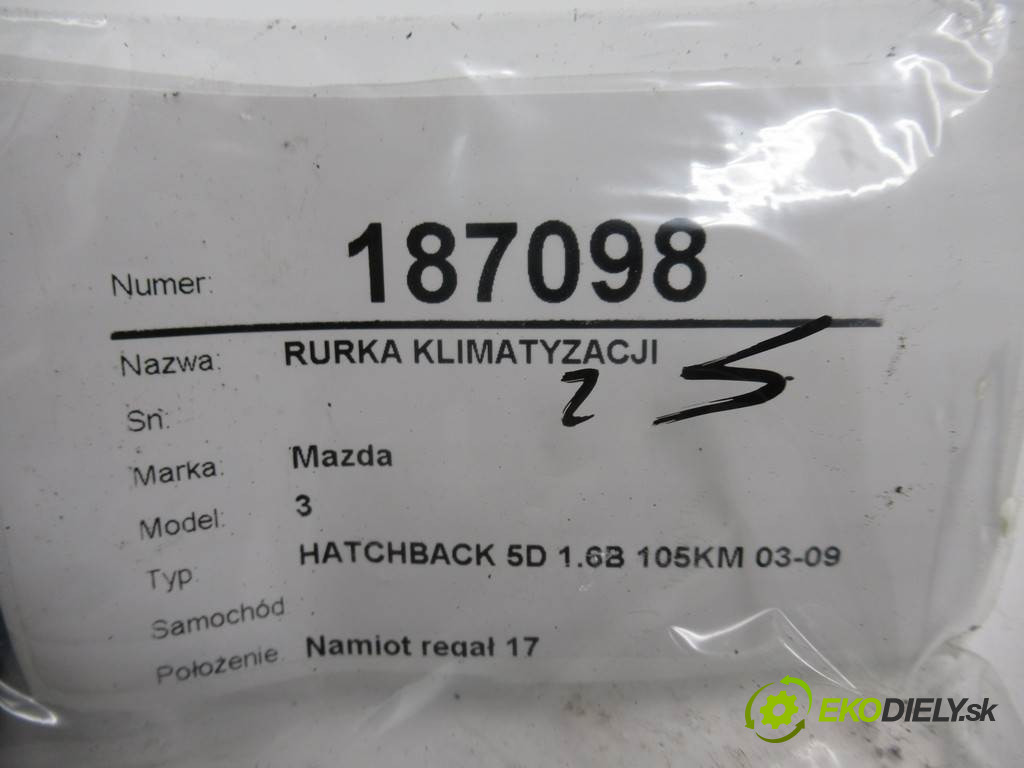 Numer: 187098
Nazwa: RURKA KLIMATYZACJI
2 5
Sn:
Marka: Mazda
Model: 3
Typ: HATCHBACK 5D 1.6B 105KM 03-09
Samochód
Położenie Namiot regał 17
EKODIELY.sk